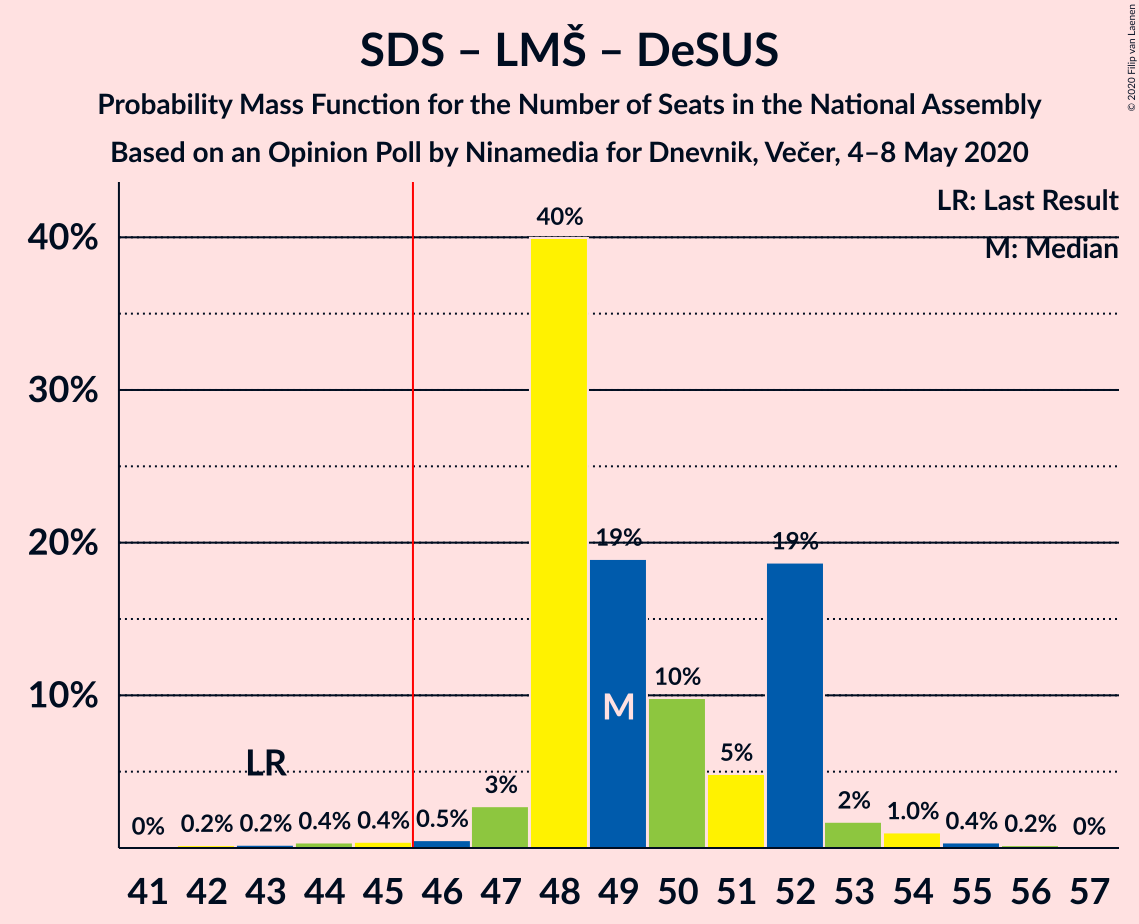 SDS – LMŠ – DeSUS
Probability Mass Function for the Number of Seats in the National Assembly
Based on an Opinion Poll by Ninamedia for Dnevnik, Večer, 4–8 May 2020
© 2020 Filip van Laenen
LR: Last Result
M: Median
40%
30%
20%
10%
0% 0.2% 0.2% 0.4% 0.4% 0.5% 3% 40% 19% 10% 5% 19% 2% 1.0% 0.4% 0.2% 0%
LR
M
41 42 43 44 45 46 47 48 49 50 51 52 53 54 55 56 57